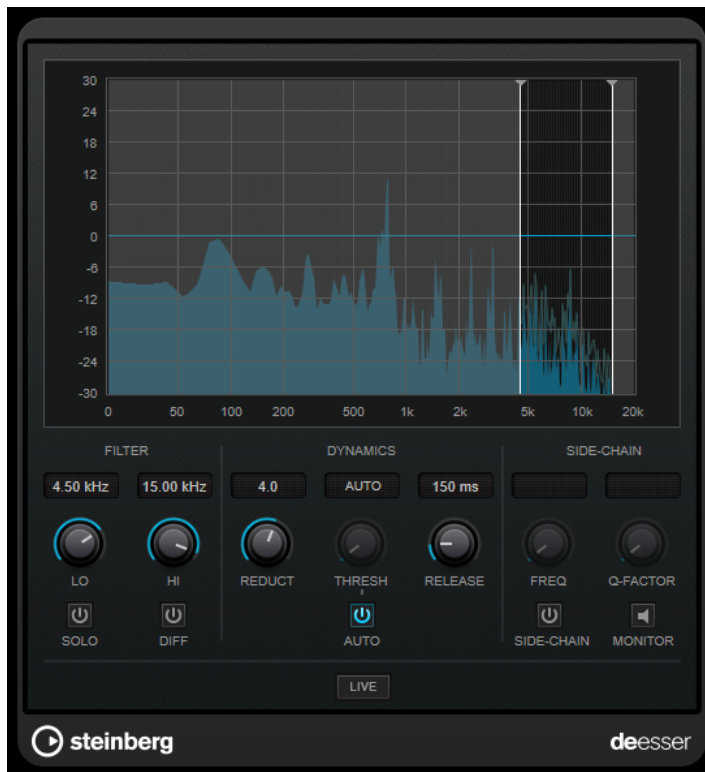 30
24
18
12
6
0
-6
-12
-18
-24
-30
0 50 100 200 500 1k 2k 5k 10k 20k
FILTER DYNAMICS SIDE-CHAIN
4.50 kHz 15.00 kHz 4.0 AUTO 150 ms
LO HI REDUCT THRESH RELEASE FREQ Q-FACTOR
SOLO DIFF AUTO SIDE-CHAIN MONITOR
LIVE
steinberg deesser